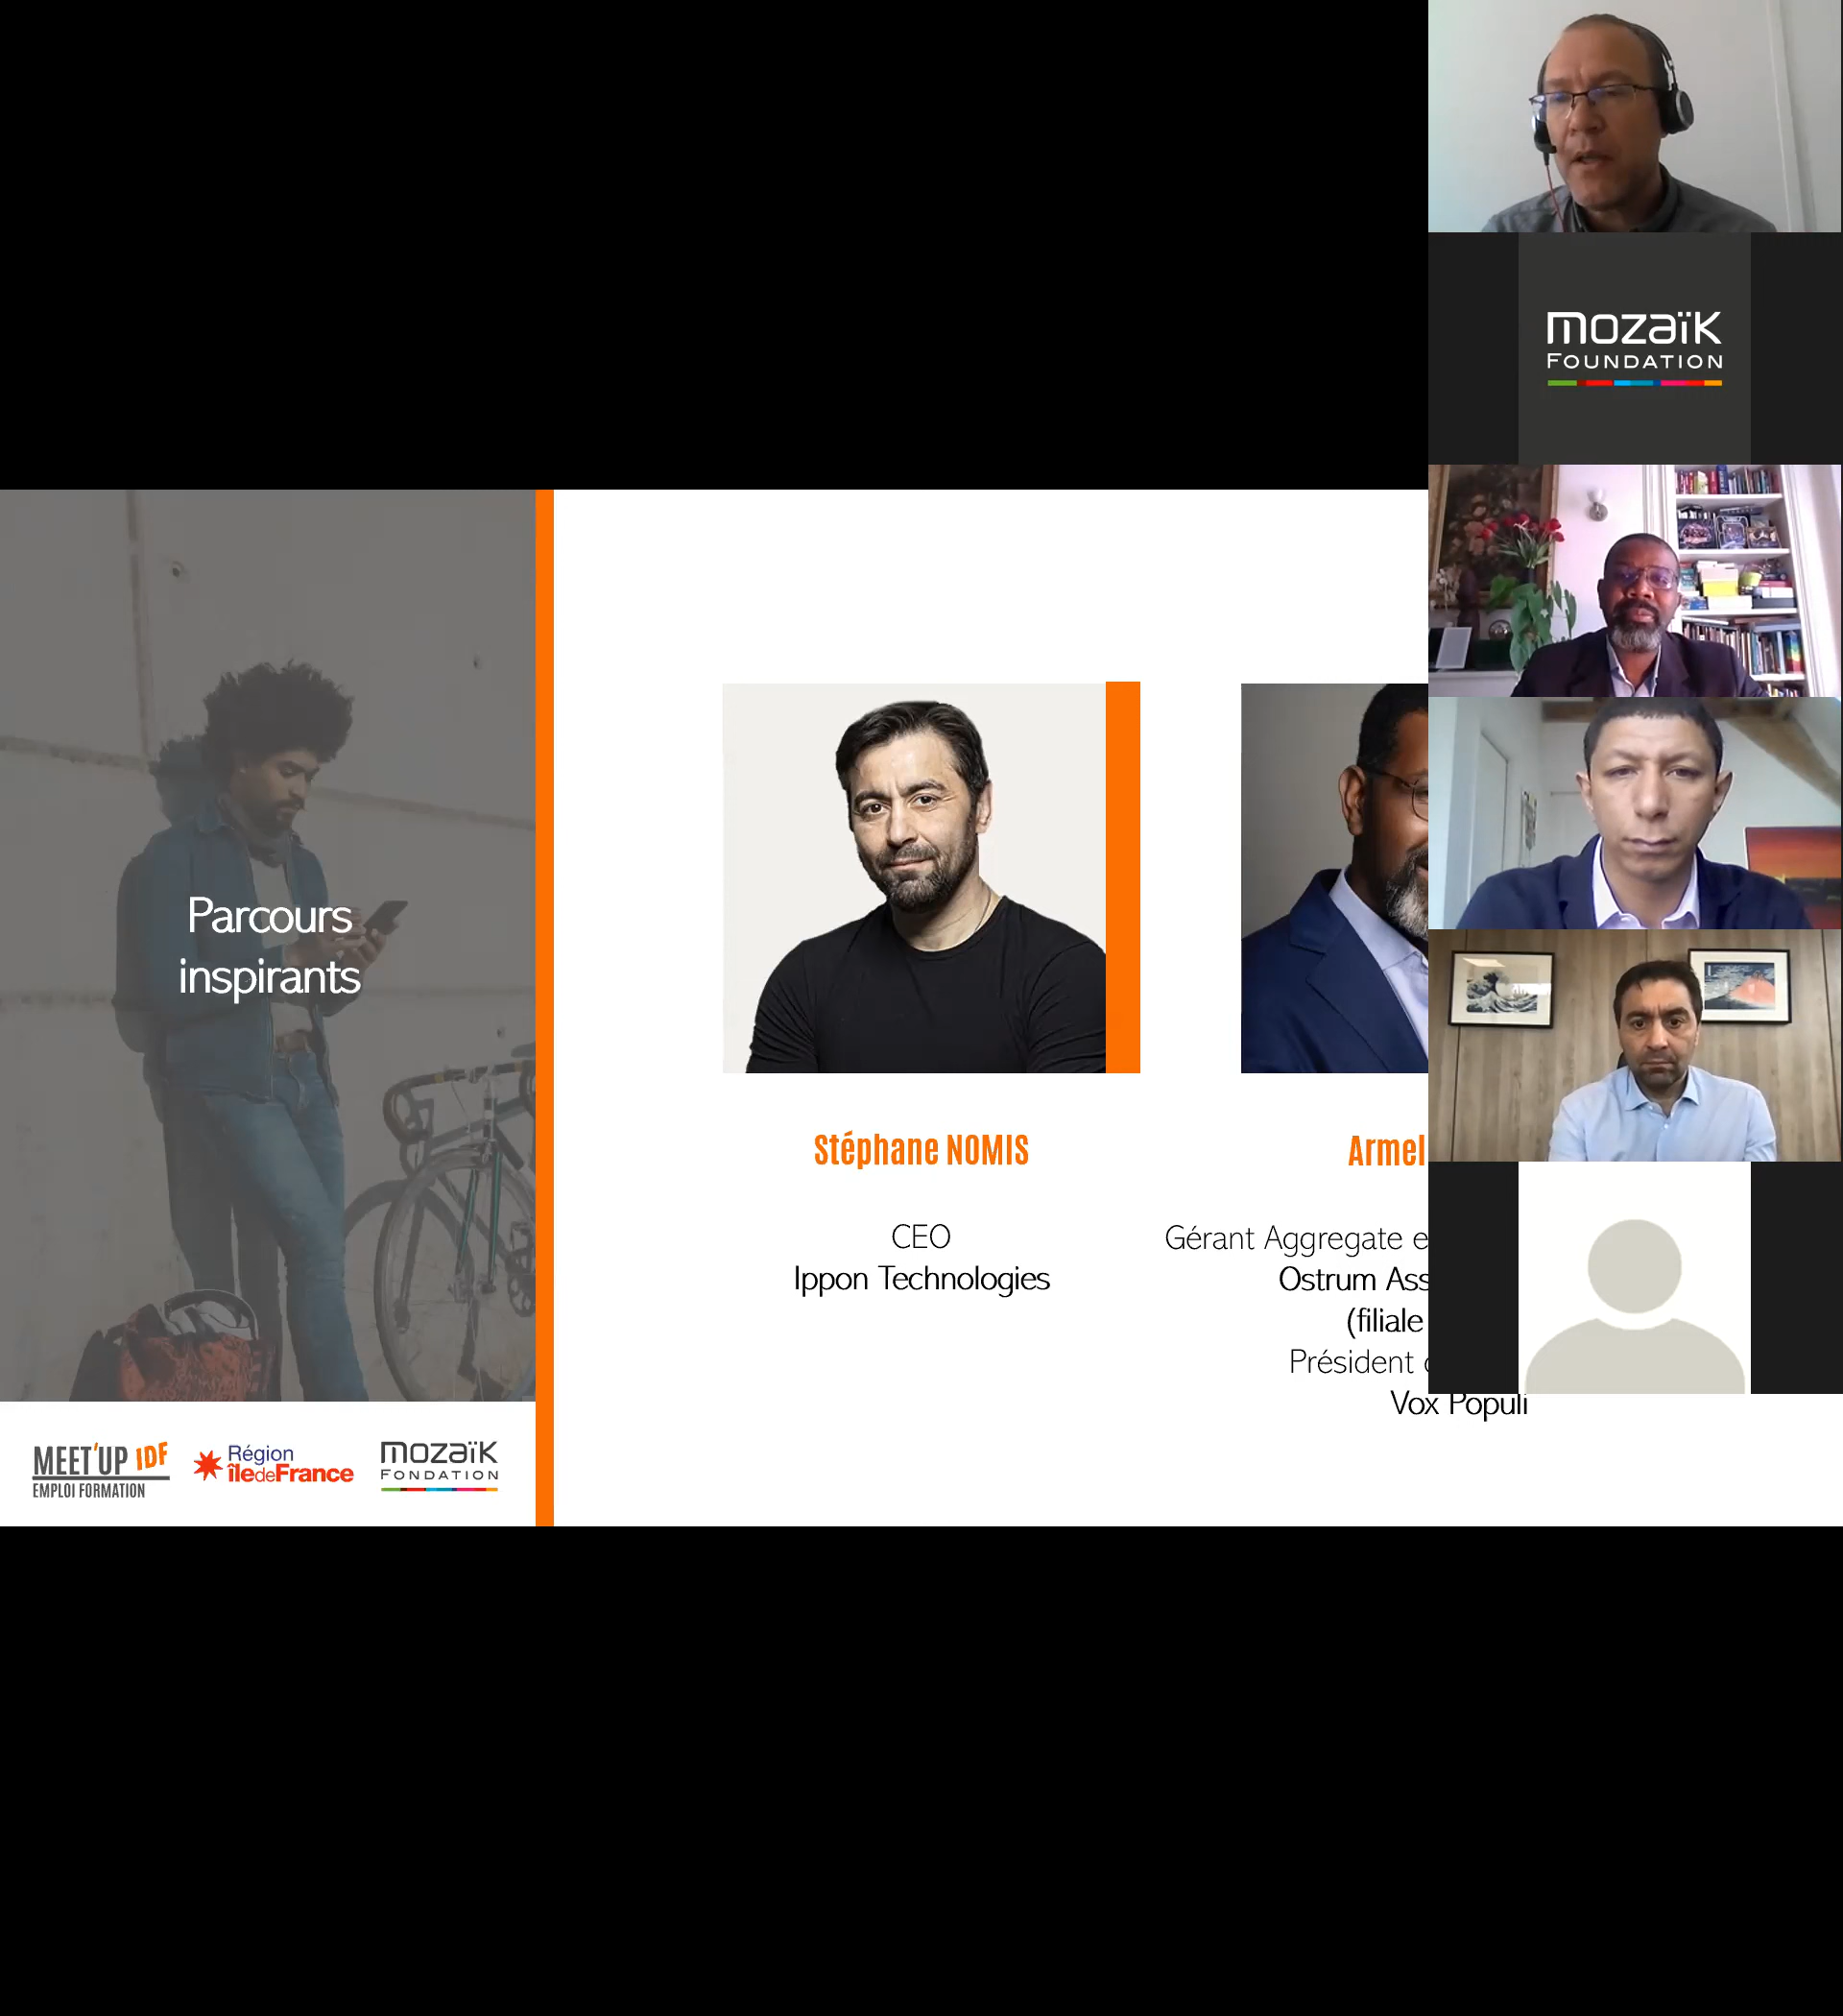 mozaïK
FOUNDATION
Parcours
inspirants
Stéphane NOMIS
CEO
Ippon Technologies
Armel
Gérant Aggregate
Ostrum
(filiale
Président
Vox Populi
MEET'UP IDF
EMPLOI FORMATION
Région
îledeFrance
mozaïK
FONDATION